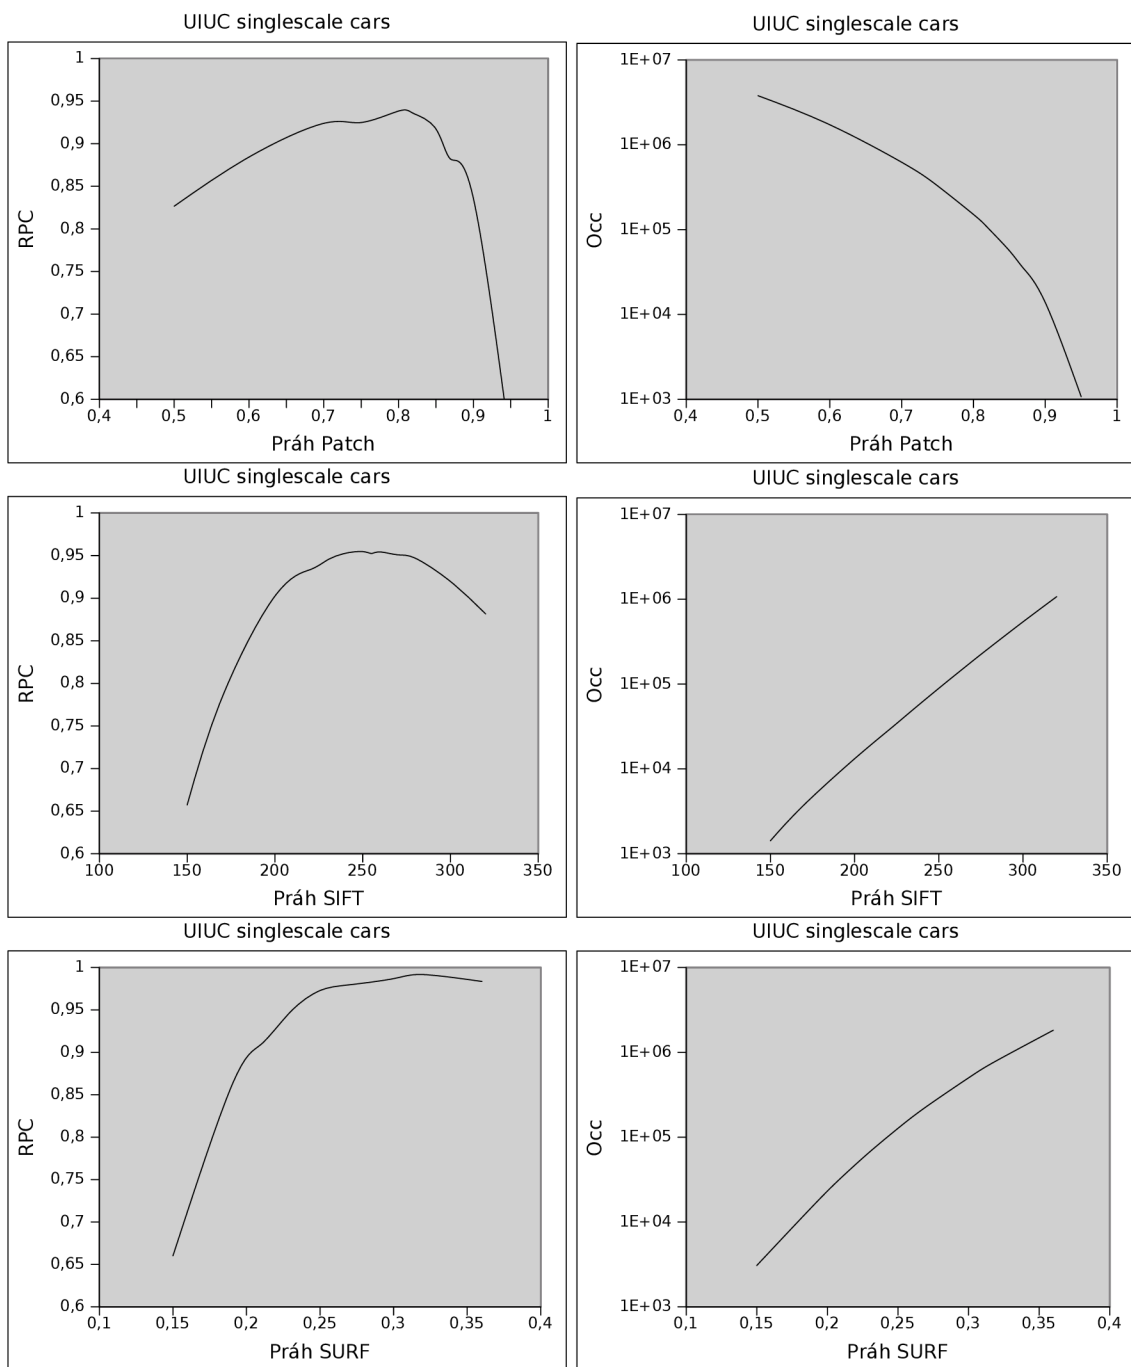 UIUC singlescale cars
1
0,95
0,9
0,85
0,8
0,75
0,7
0,65
0,6
RPC
0,4 0,5 0,6 0,7 0,8 0,9 1
Práh Patch
UIUC singlescale cars
1E+07
1E+06
1E+05
1E+04
1E+03
Occ
0,4 0,5 0,6 0,7 0,8 0,9 1
Práh Patch
UIUC singlescale cars
1
0,95
0,9
0,85
0,8
0,75
0,7
0,65
0,6
RPC
100 150 200 250 300 350
Práh SIFT
UIUC singlescale cars
1E+07
1E+06
1E+05
1E+04
1E+03
Occ
100 150 200 250 300 350
Práh SIFT
UIUC singlescale cars
1
0,95
0,9
0,85
0,8
0,75
0,7
0,65
0,6
RPC
0,1 0,15 0,2 0,25 0,3 0,35 0,4
Práh SURF
UIUC singlescale cars
1E+07
1E+06
1E+05
1E+04
1E+03
Occ
0,1 0,15 0,2 0,25 0,3 0,35 0,4
Práh SURF